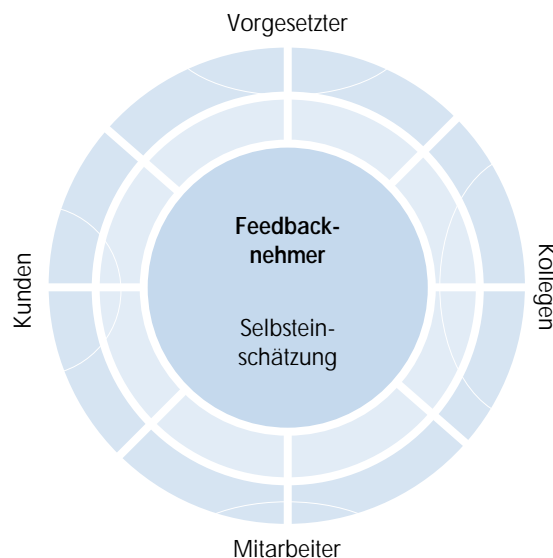 Vorgesetzter
Feedback-
nehmer
Kunden
Kollegen
Selbstein-
schätzung
Mitarbeiter